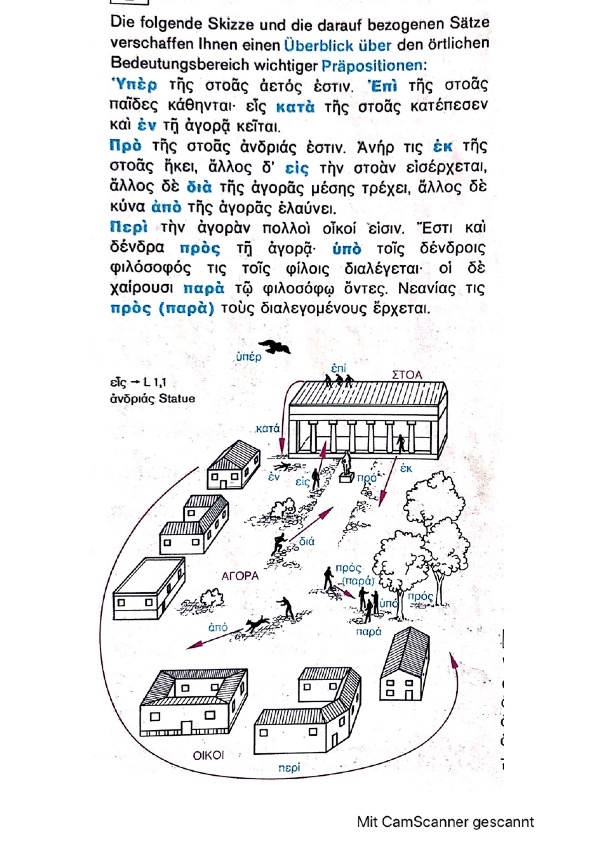 Die folgende Skizze und die darauf bezogenen Sätze
verschaffen Ihnen einen Überblick über den örtlichen
Bedeutungsbereich wichtiger Präpositionen:
Ὑπὲρ τῆς στοᾶς ἀετός ἐστιν. Ἐπὶ τῆς στοᾶς
παῖδες κάθηνται· εἷς κατὰ τῆς στοᾶς κατέπεσεν
καὶ ἐν τῇ ἀγορᾷ κεῖται.
Πρὸ τῆς στοᾶς ἀνδριάς ἐστιν. Ἀνήρ τις ἐκ τῆς
στοᾶς ἥκει, ἄλλος δ’ εἰς τὴν στοὰν εἰσέρχεται,
ἄλλος δὲ διὰ τῆς ἀγορᾶς μέσης τρέχει, ἄλλος δὲ
κύνα ἀπὸ τῆς ἀγορᾶς ἐλαύνει.
Περὶ τὴν ἀγορὰν πολλοὶ οἶκοί εἰσιν. Ἔστι καὶ
δένδρα πρὸς τῇ ἀγορᾷ· ὑπὸ τοῖς δένδροις
φιλόσοφός τις τοῖς φίλοις διαλέγεται· οἱ δὲ
χαίρουσι παρὰ τῷ φιλοσόφῳ ὄντες. Νεανίας τις
πρὸς (παρὰ) τοὺς διαλεγομένους ἔρχεται.
ὑπέρ
ἐπί
ΣΤΟΑ
εἷς → L 1,1
ἀνδριάς Statue
κατά
ἐν
εἰς
πρό
ἐκ
διά
ΑΓΟΡΑ
πρός
(παρά)
ὑπό
πρός
παρά
ἀπό
ΟΙΚΟΙ
περί
Mit CamScanner gescannt